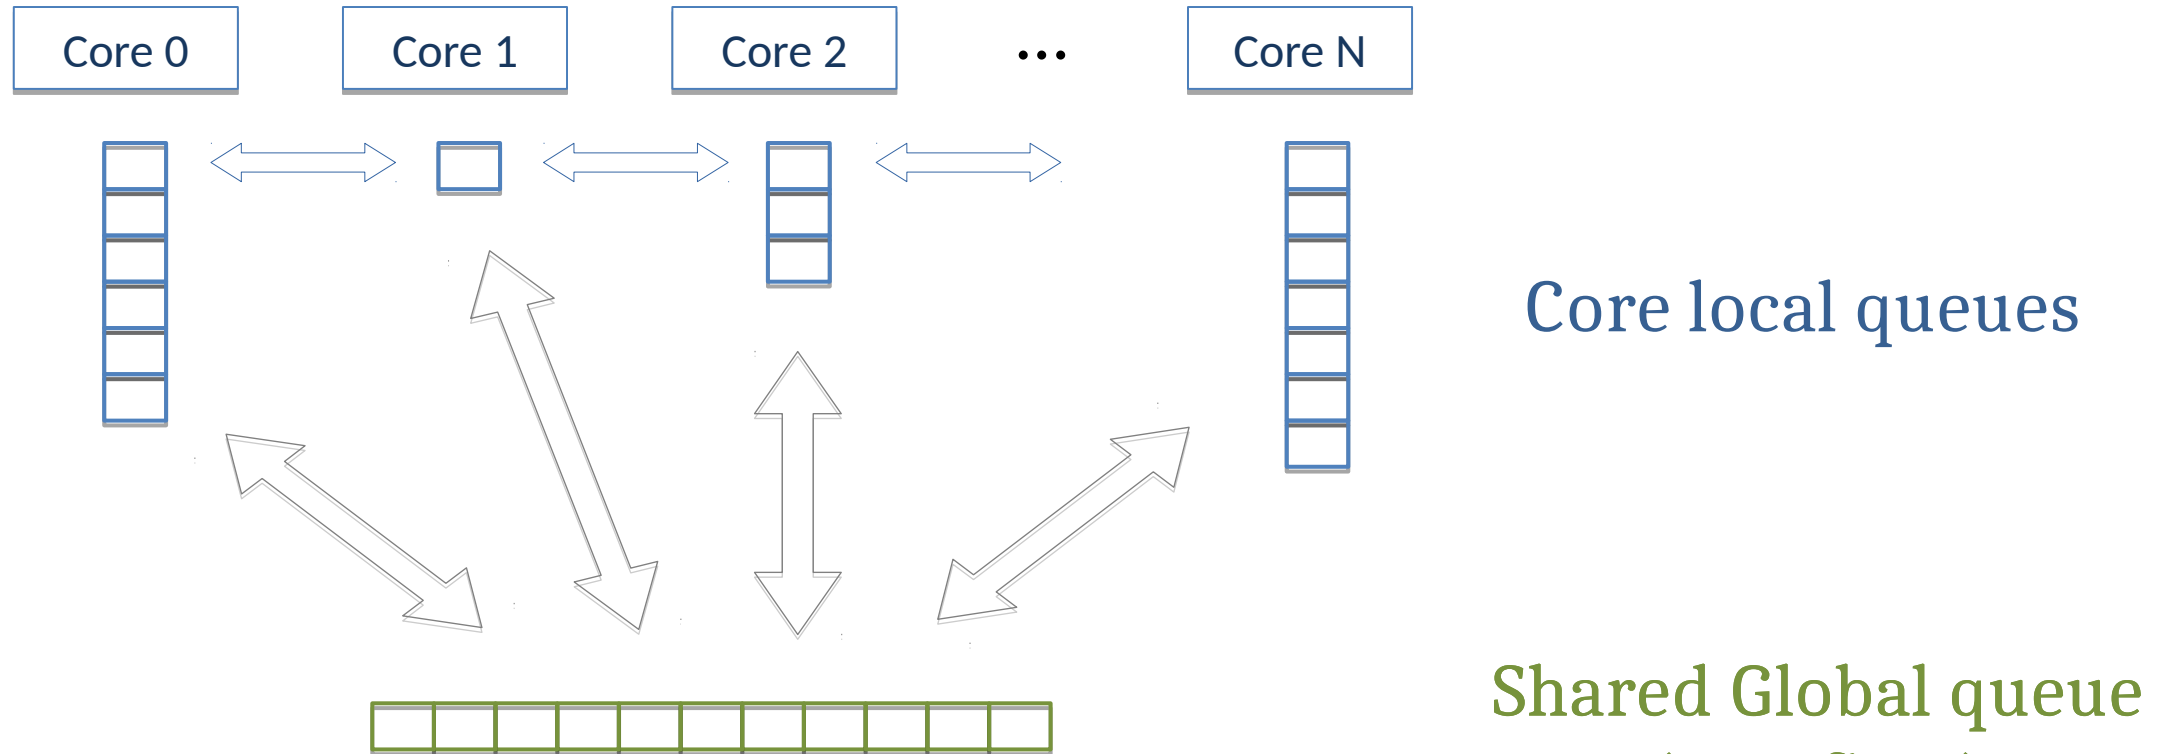 Core 0
Core 1
Core 2
...
Core N
Core local queues
Shared Global queue